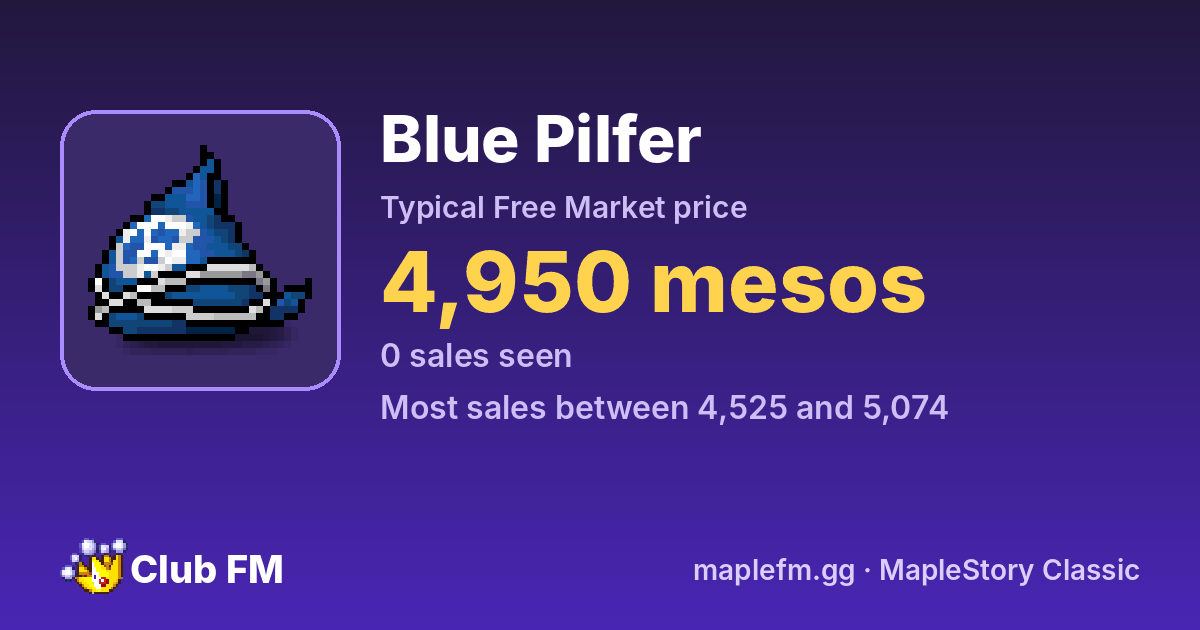 Blue Pilfer
Typical Free Market price
4,950 mesos
0 sales seen
Most sales between 4,525 and 5,074
Club FM
maplefm.gg · MapleStory Classic